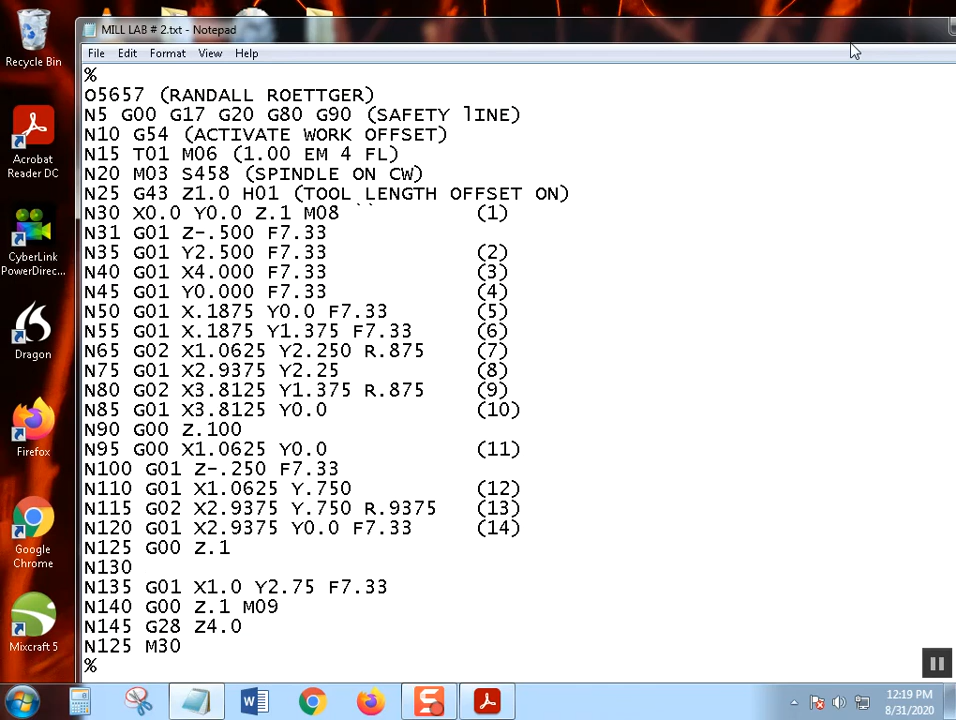 MILL LAB # 2.txt - Notepad
File Edit Format View Help
%
O5657 (RANDALL ROETTGER)
N5 G00 G17 G20 G80 G90 (SAFETY lINE)
N10 G54 (ACTIVATE WORK OFFSET)
N15 T01 M06 (1.00 EM 4 FL)
N20 M03 S458 (SPINDLE ON CW)
N25 G43 Z1.0 H01 (TOOL LENGTH OFFSET ON)
N30 X0.0 Y0.0 Z.1 M08 `` (1)
N31 G01 Z-.500 F7.33
N35 G01 Y2.500 F7.33 (2)
N40 G01 X4.000 F7.33 (3)
N45 G01 Y0.000 F7.33 (4)
N50 G01 X.1875 Y0.0 F7.33 (5)
N55 G01 X.1875 Y1.375 F7.33 (6)
N65 G02 X1.0625 Y2.250 R.875 (7)
N75 G01 X2.9375 Y2.25 (8)
N80 G02 X3.8125 Y1.375 R.875 (9)
N85 G01 X3.8125 Y0.0 (10)
N90 G00 Z.100
N95 G00 X1.0625 Y0.0 (11)
N100 G01 Z-.250 F7.33
N110 G01 X1.0625 Y.750 (12)
N115 G02 X2.9375 Y.750 R.9375 (13)
N120 G01 X2.9375 Y0.0 F7.33 (14)
N125 G00 Z.1
N130
N135 G01 X1.0 Y2.75 F7.33
N140 G00 Z.1 M09
N145 G28 Z4.0
N125 M30
%
Recycle Bin
Acrobat
Reader DC
CyberLink
PowerDirec...
Dragon
Firefox
Google
Chrome
Mixcraft 5
12:19 PM
8/31/2020